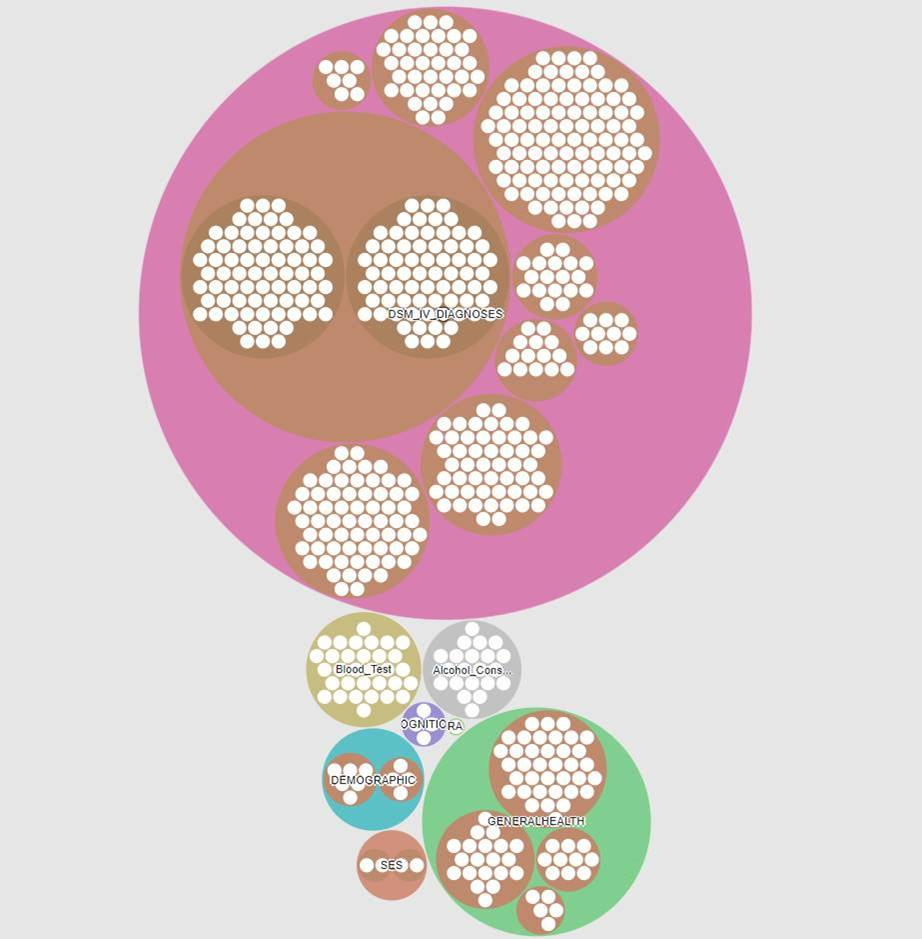 DSM_IV_DIAGNOSES
Blood_Test
Alcohol_Cons...
OGNITIC
RA
DEMOGRAPHIC
GENERALHEALTH
SES